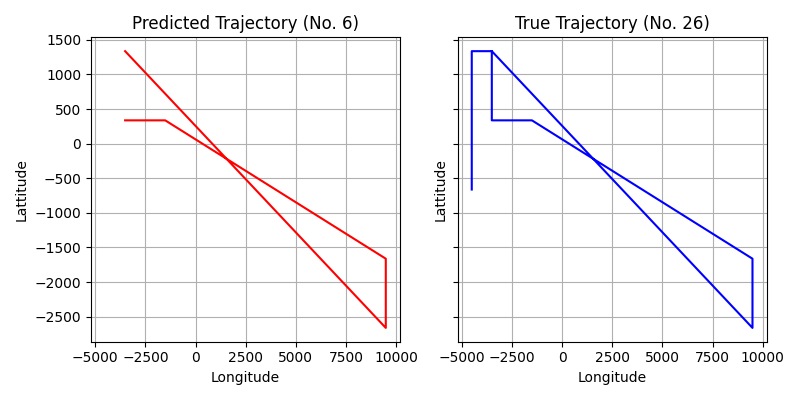 Predicted Trajectory (No. 6)
True Trajectory (No. 26)
1500
1000
500
0
−500
−1000
−1500
−2000
−2500
Lattitude
Lattitude
−5000 −2500 0 2500 5000 7500 10000
−5000 −2500 0 2500 5000 7500 10000
Longitude
Longitude